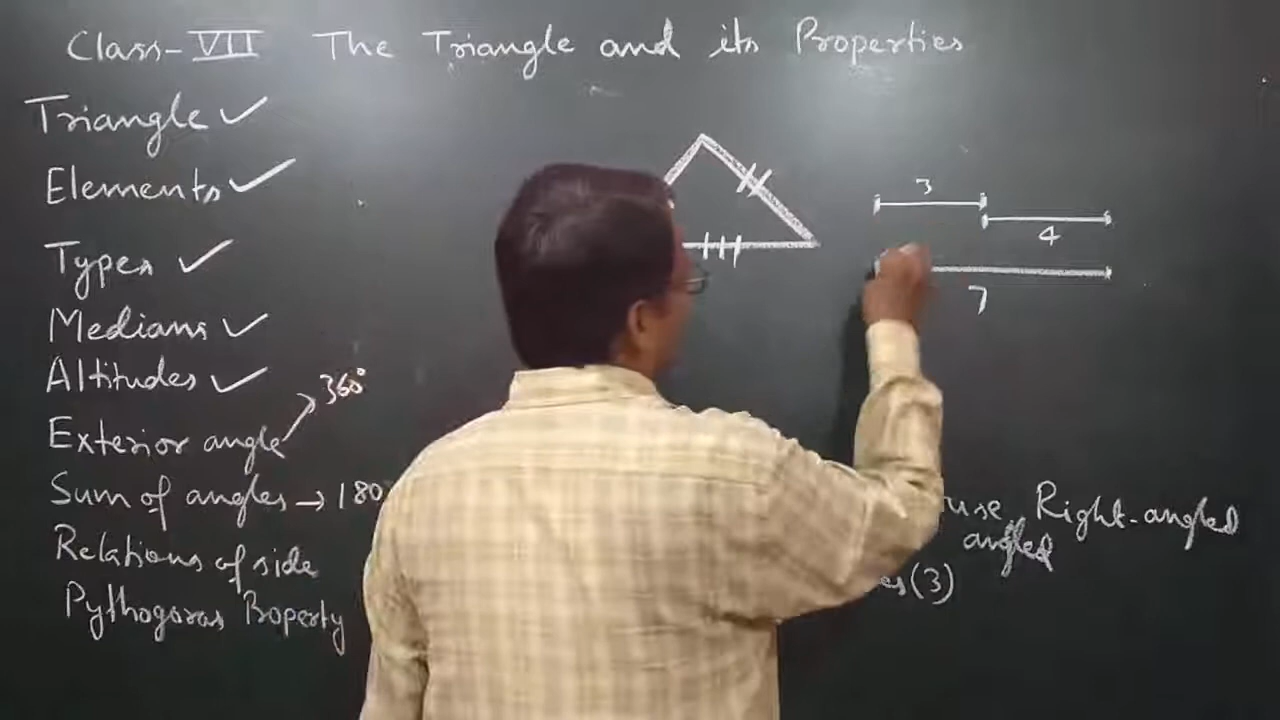 Class-VII The Triangle and its Properties
Triangle
Elements
Types
Medians
Altitudes
360°
Exterior angle
Sum of angles → 180
Relations of side
Pythogoras Property
3
4
7
Right-angled
angled
(3)